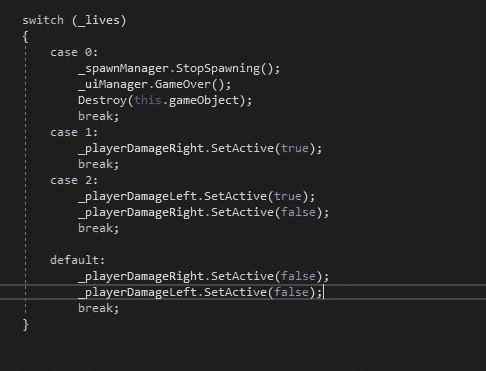 switch (_lives)
{
    case 0:
        _spawnManager.StopSpawning();
        _uiManager.GameOver();
        Destroy(this.gameObject);
        break;
    case 1:
        _playerDamageRight.SetActive(true);
        break;
    case 2:
        _playerDamageLeft.SetActive(true);
        _playerDamageRight.SetActive(false);
        break;

    default:
        _playerDamageRight.SetActive(false);
        _playerDamageLeft.SetActive(false);
        break;
}